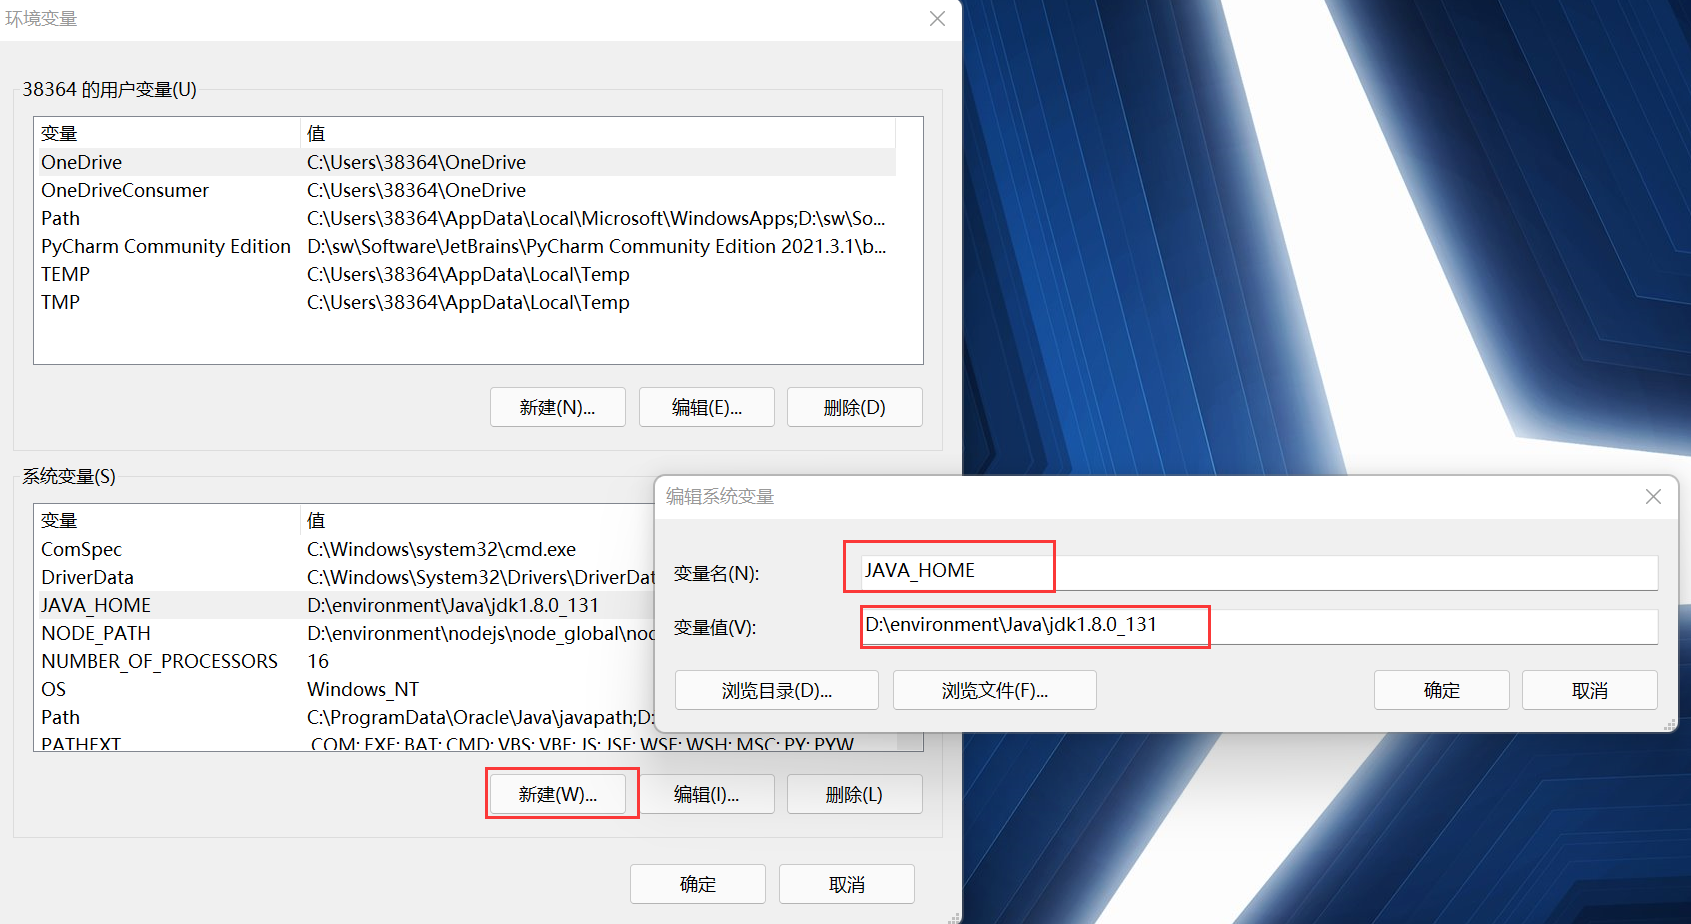 环境变量
38364 的用户变量(U)
变量 值
OneDrive C:\Users\38364\OneDrive
OneDriveConsumer C:\Users\38364\OneDrive
Path C:\Users\38364\AppData\Local\Microsoft\WindowsApps;D:\sw\So...
PyCharm Community Edition D:\sw\Software\JetBrains\PyCharm Community Edition 2021.3.1\b...
TEMP C:\Users\38364\AppData\Local\Temp
TMP C:\Users\38364\AppData\Local\Temp
新建(N)... 编辑(E)... 删除(D)
系统变量(S)
变量 值
ComSpec C:\Windows\system32\cmd.exe
DriverData C:\Windows\System32\Drivers\DriverDat
JAVA_HOME D:\environment\Java\jdk1.8.0_131
NODE_PATH D:\environment\nodejs\node_global\noc
NUMBER_OF_PROCESSORS 16
OS Windows_NT
Path C:\ProgramData\Oracle\Java\javapath;D:
PATHEXT .COM;.EXE;.BAT;.CMD;.VBS;.VBE;.JS;.JSE;.WSF;.WSH;.MSC;.PY;.PYW
新建(W)... 编辑(I)... 删除(L)
确定 取消
编辑系统变量
变量名(N): JAVA_HOME
变量值(V): D:\environment\Java\jdk1.8.0_131
浏览目录(D)... 浏览文件(F)... 确定 取消